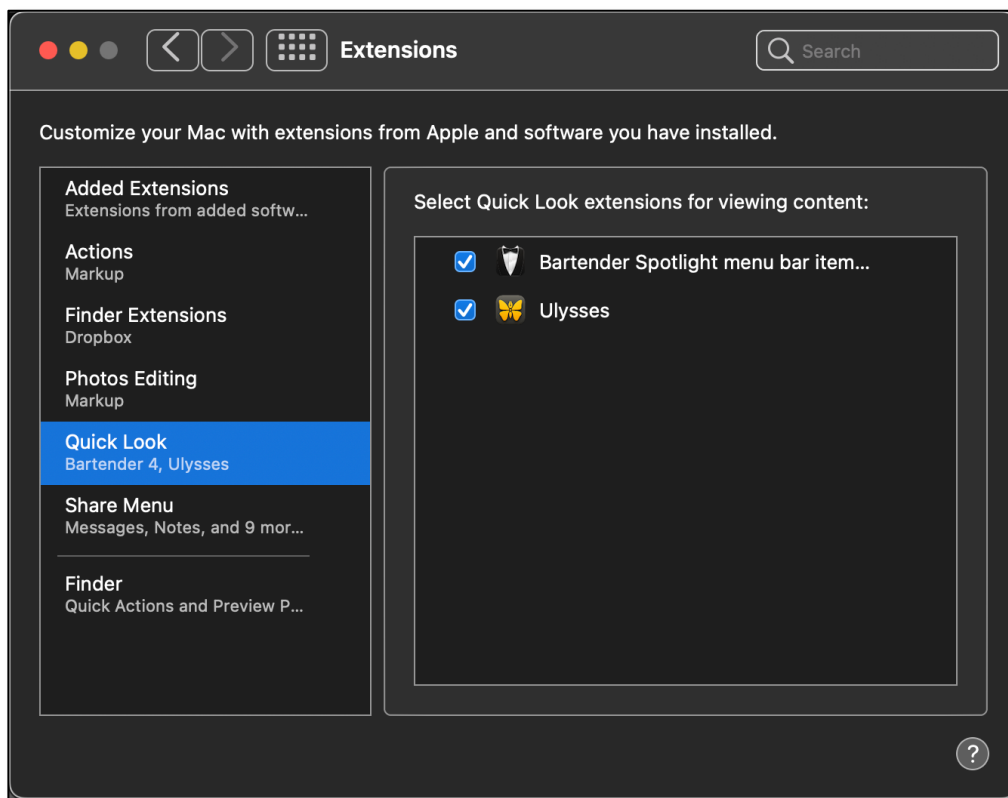 Extensions
Search
Customize your Mac with extensions from Apple and software you have installed.
Added Extensions
Extensions from added softw...
Actions
Markup
Finder Extensions
Dropbox
Photos Editing
Markup
Quick Look
Bartender 4, Ulysses
Share Menu
Messages, Notes, and 9 mor...
Finder
Quick Actions and Preview P...
Select Quick Look extensions for viewing content:
Bartender Spotlight menu bar item...
Ulysses
?